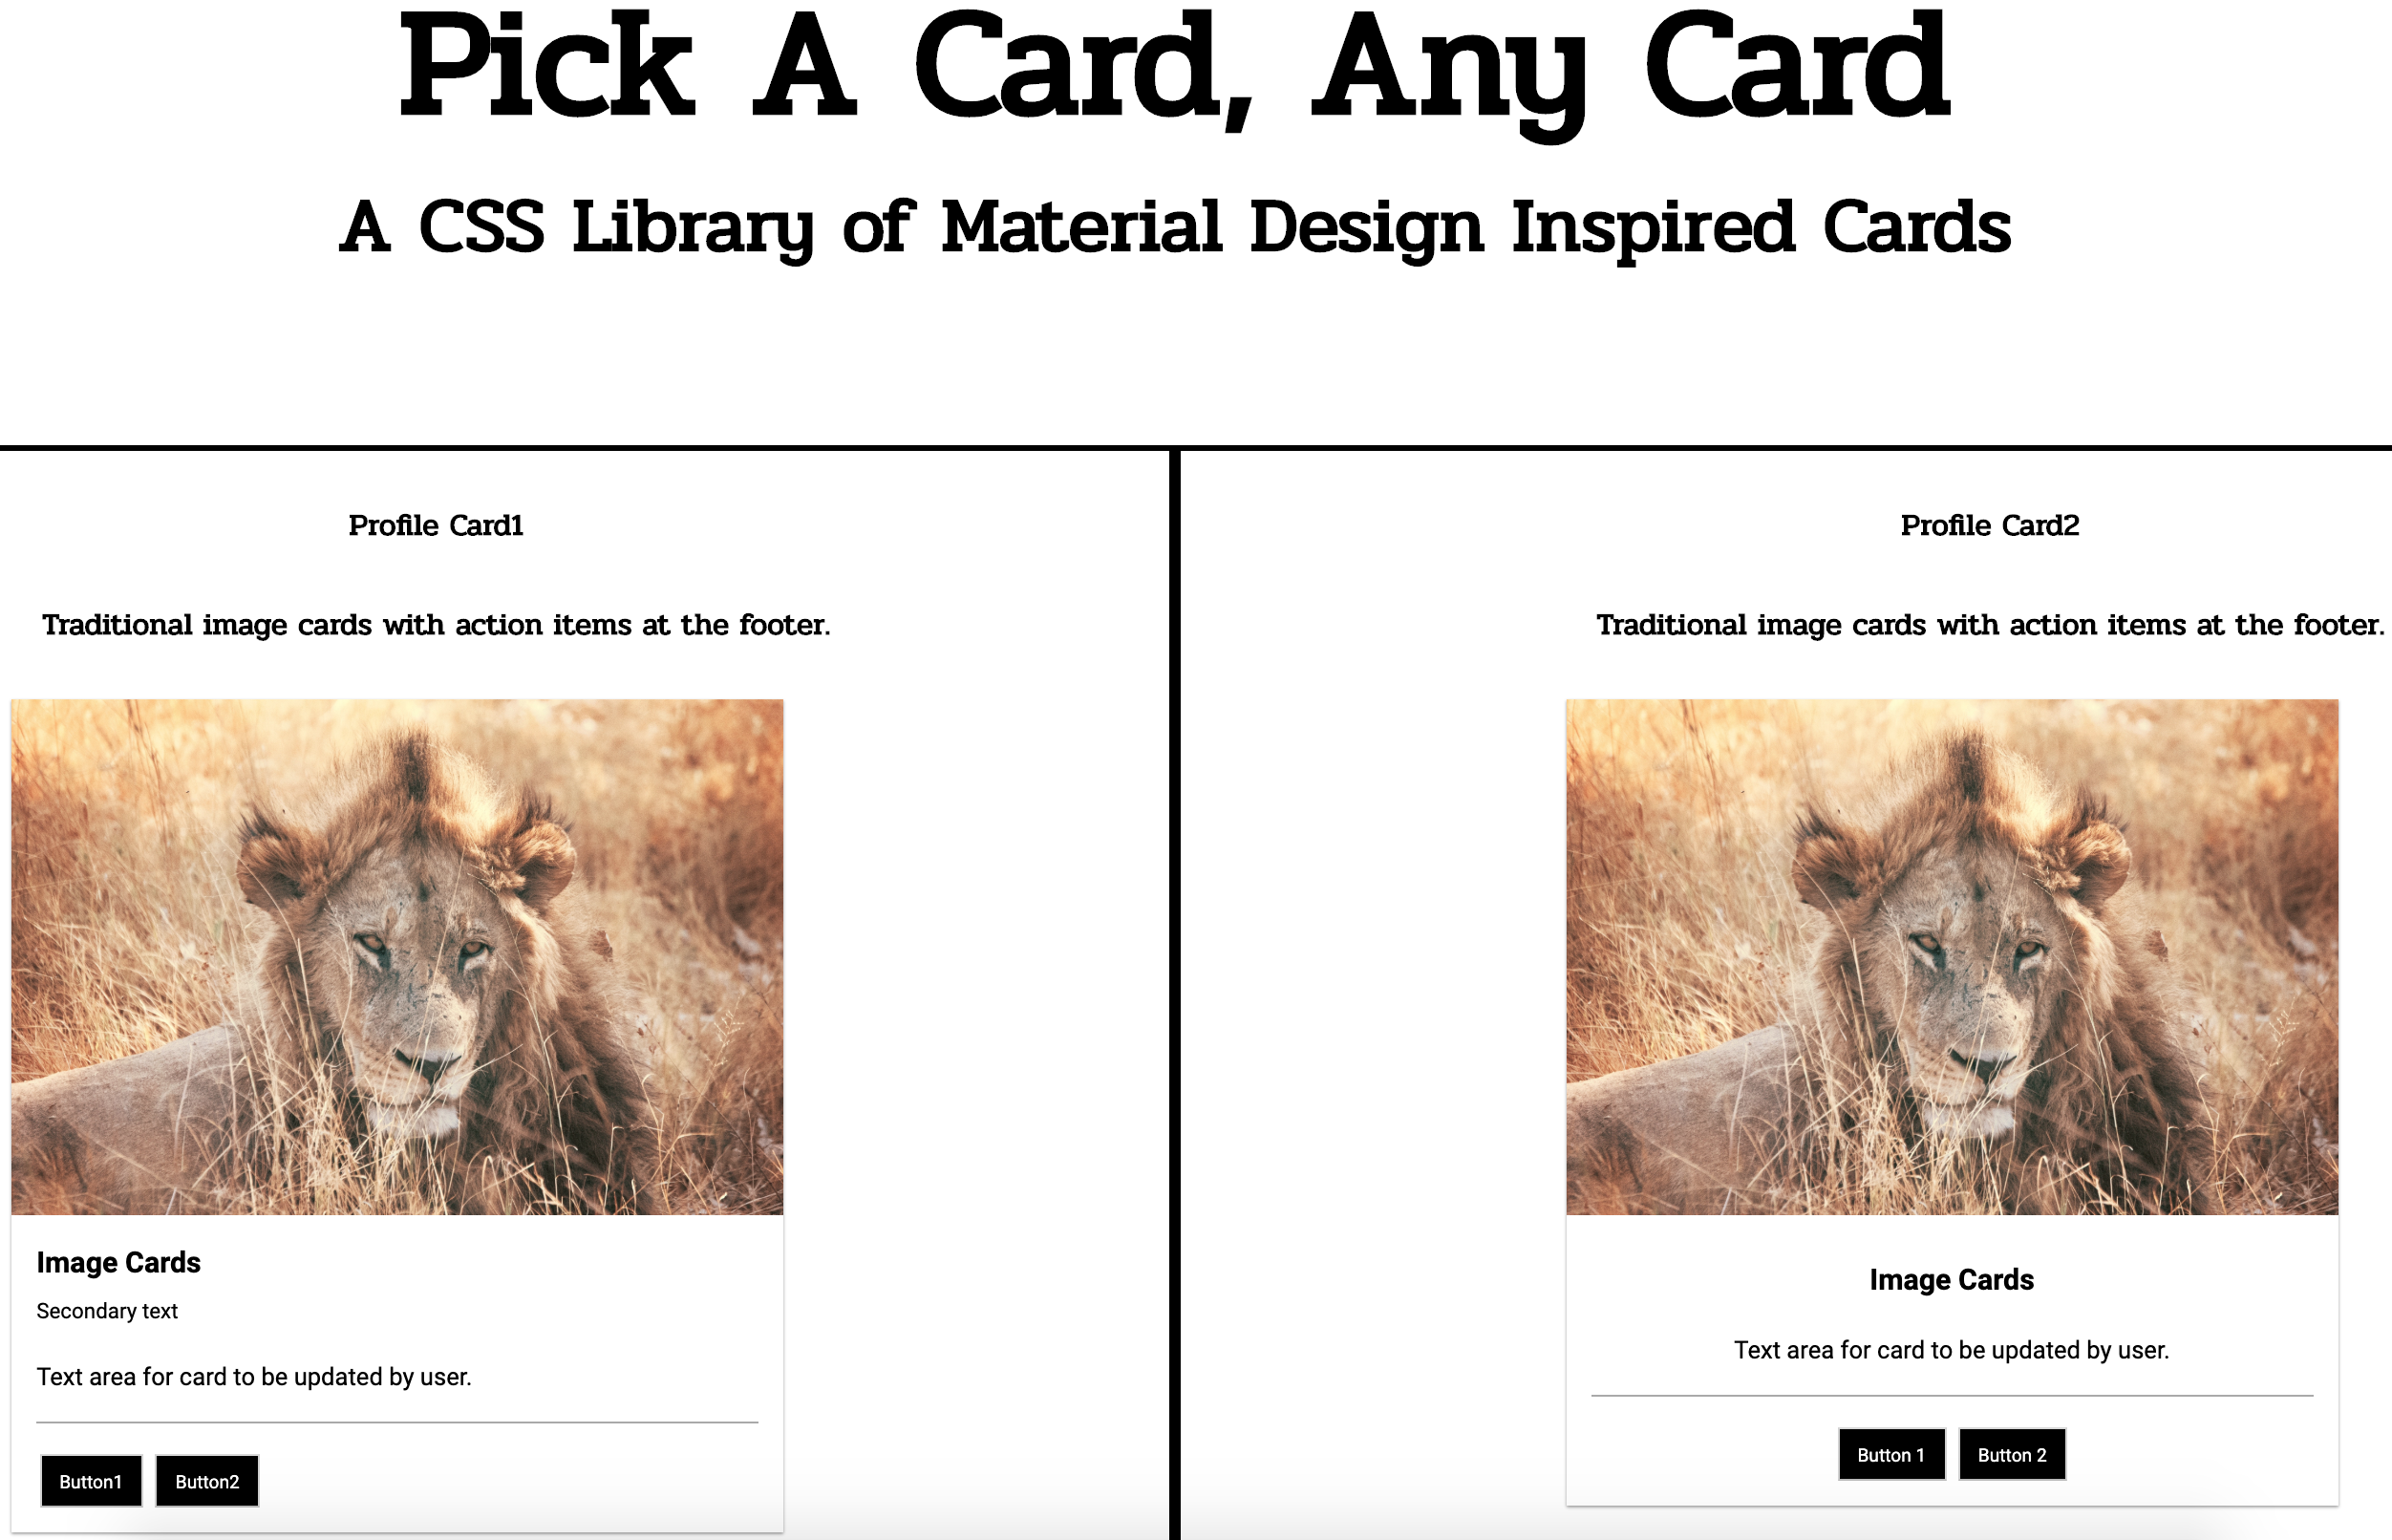 Pick A Card, Any Card
A CSS Library of Material Design Inspired Cards
Profile Card1
Traditional image cards with action items at the footer.
Image Cards
Secondary text
Text area for card to be updated by user.
Button1 Button2
Profile Card2
Traditional image cards with action items at the footer.
Image Cards
Text area for card to be updated by user.
Button 1 Button 2